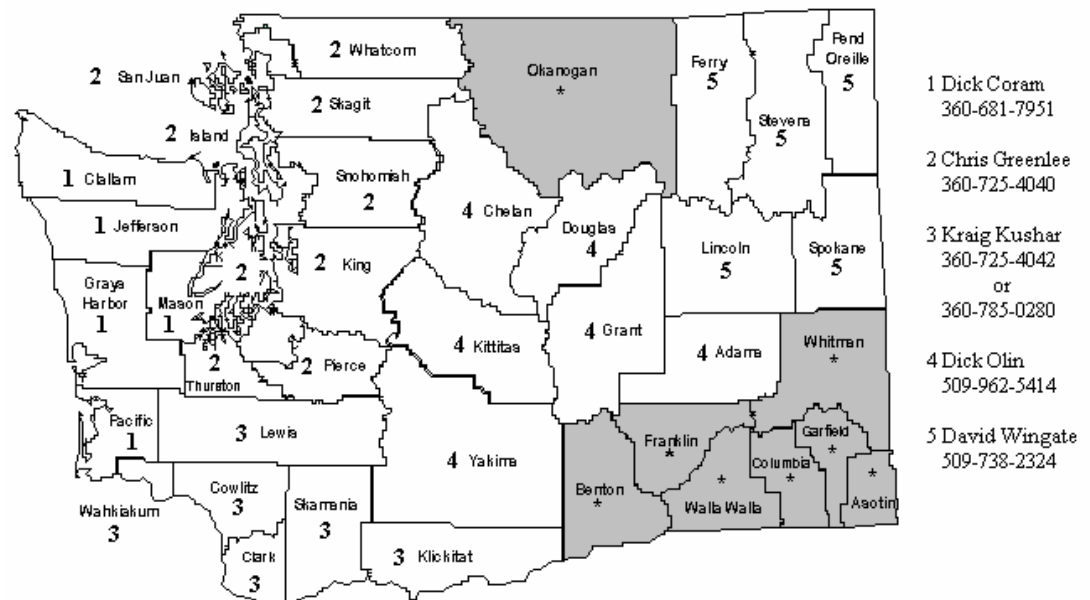 2 Whatcom
Okanogan
*
Ferry
5
Pend
Oreille
5
2 San Juan
2 Skagit
Stevens
5
2 Island
1 Clallam
Snohomish
2
4 Chelan
Douglas
4
Lincoln
5
Spokane
5
1 Jefferson
2
2 King
Grays
Harbor
1
Mason
1
4 Grant
4 Kittitas
4 Adams
Whitman
*
2
Thurston
2 Pierce
Pacific
1
3 Lewis
4 Yakima
Franklin
*
Garfield
*
Columbia
*
*
Asotin
Benton
*
*
Walla Walla
Wahkiakum
3
Cowlitz
3
Skamania
3
Clark
3
3 Klickitat
1 Dick Coram
360-681-7951
2 Chris Greenlee
360-725-4040
3 Kraig Kushar
360-725-4042
or
360-785-0280
4 Dick Olin
509-962-5414
5 David Wingate
509-738-2324